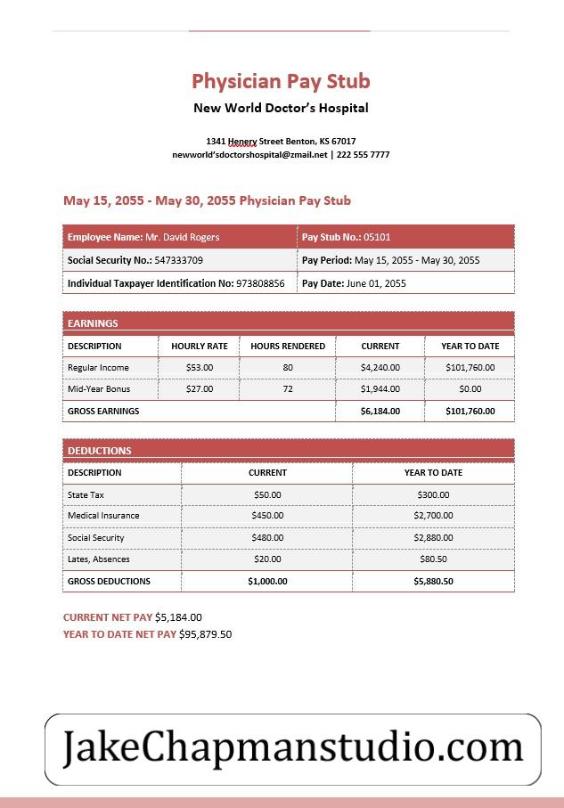 Physician Pay Stub
New World Doctor's Hospital
1341 Henery Street Benton, KS 67017
newworld'sdoctorshospital@zmail.net | 222 555 7777
May 15, 2055 - May 30, 2055 Physician Pay Stub
Employee Name: Mr. David Rogers Pay Stub No.: 05101
Social Security No.: 547333709 Pay Period: May 15, 2055 - May 30, 2055
Individual Taxpayer Identification No: 973808856 Pay Date: June 01, 2055
EARNINGS
DESCRIPTION HOURLY RATE HOURS RENDERED CURRENT YEAR TO DATE
Regular Income $53.00 80 $4,240.00 $101,760.00
Mid-Year Bonus $27.00 72 $1,944.00 $0.00
GROSS EARNINGS $6,184.00 $101,760.00
DEDUCTIONS
DESCRIPTION CURRENT YEAR TO DATE
State Tax $50.00 $300.00
Medical Insurance $450.00 $2,700.00
Social Security $480.00 $2,880.00
Lates, Absences $20.00 $80.50
GROSS DEDUCTIONS $1,000.00 $5,880.50
CURRENT NET PAY $5,184.00
YEAR TO DATE NET PAY $95,879.50
JakeChapmanstudio.com